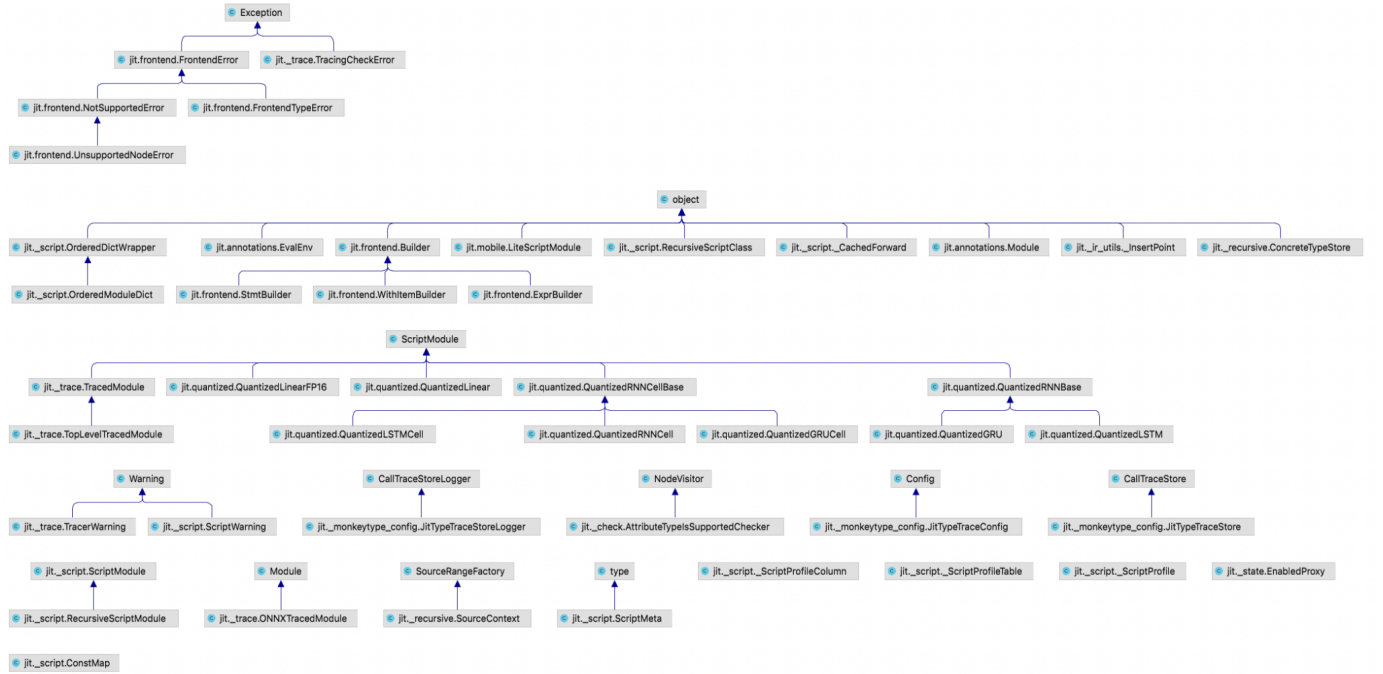 Exception
jit.frontend.FrontendError
jit._trace.TracingCheckError
jit.frontend.NotSupportedError
jit.frontend.FrontendTypeError
jit.frontend.UnsupportedNodeError
object
jit._script.OrderedDictWrapper
jit.annotations.EvalEnv
jit.frontend.Builder
jit.mobile.LiteScriptModule
jit._script.RecursiveScriptClass
jit._script._CachedForward
jit.annotations.Module
jit._ir_utils._InsertPoint
jit._recursive.ConcreteTypeStore
jit._script.OrderedModuleDict
jit.frontend.StmtBuilder
jit.frontend.WithItemBuilder
jit.frontend.ExprBuilder
ScriptModule
jit._trace.TracedModule
jit.quantized.QuantizedLinearFP16
jit.quantized.QuantizedLinear
jit.quantized.QuantizedRNNCellBase
jit.quantized.QuantizedRNNBase
jit._trace.TopLevelTracedModule
jit.quantized.QuantizedLSTMCell
jit.quantized.QuantizedRNNCell
jit.quantized.QuantizedGRUCell
jit.quantized.QuantizedGRU
jit.quantized.QuantizedLSTM
Warning
CallTraceStoreLogger
NodeVisitor
Config
CallTraceStore
jit._trace.TracerWarning
jit._script.ScriptWarning
jit._monkeytype_config.JitTypeTraceStoreLogger
jit._check.AttributeTypeIsSupportedChecker
jit._monkeytype_config.JitTypeTraceConfig
jit._monkeytype_config.JitTypeTraceStore
jit._script.ScriptModule
Module
SourceRangeFactory
type
jit._script._ScriptProfileColumn
jit._script._ScriptProfileTable
jit._script._ScriptProfile
jit._state.EnabledProxy
jit._script.RecursiveScriptModule
jit._trace.ONNXTracedModule
jit._recursive.SourceContext
jit._script.ScriptMeta
jit._script.ConstMap